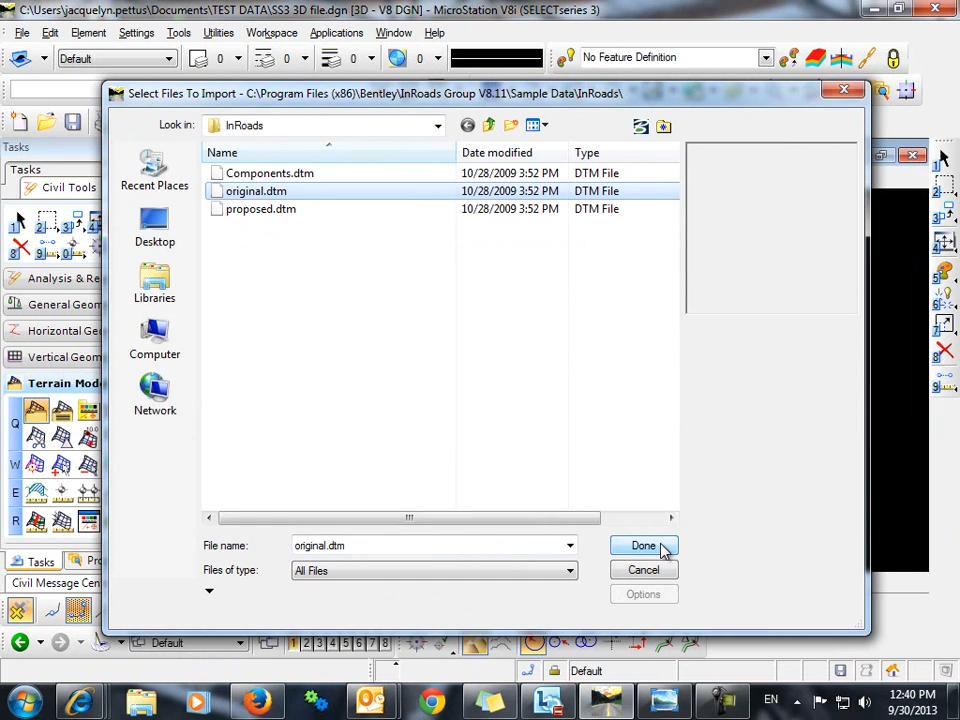 C:\Users\jacquelyn.pettus\Documents\TEST DATA\SS3 3D file.dgn [3D - V8 DGN] - MicroStation V8i (SELECTseries 3)
File Edit Element Settings Tools Utilities Workspace Applications Window Help
Default 0 0 0 0 No Feature Definition
Select Files To Import - C:\Program Files (x86)\Bentley\InRoads Group V8.11\Sample Data\InRoads\
Look in: InRoads
Tasks
Tasks
Civil Tools
Analysis & Re
General Geom
Horizontal Geom
Vertical Geom
Terrain Mode
Q
W
E
R
Recent Places
Desktop
Libraries
Computer
Network
Name Date modified Type
Components.dtm 10/28/2009 3:52 PM DTM File
original.dtm 10/28/2009 3:52 PM DTM File
proposed.dtm 10/28/2009 3:52 PM DTM File
File name: original.dtm Done
Files of type: All Files Cancel
Options
Tasks Pro
Civil Message Cen
Default 1 2 3 4 5 6 7 8
Default
EN 12:40 PM
9/30/2013